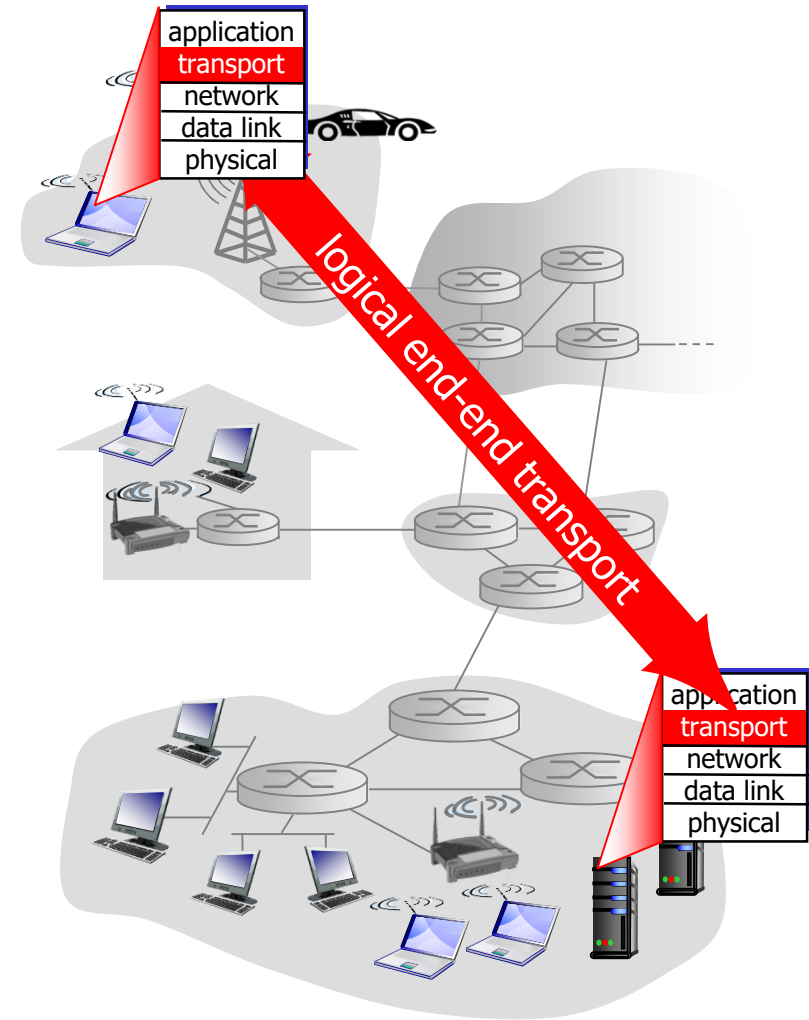 application
transport
network
data link
physical
logical end-end transport
application
transport
network
data link
physical